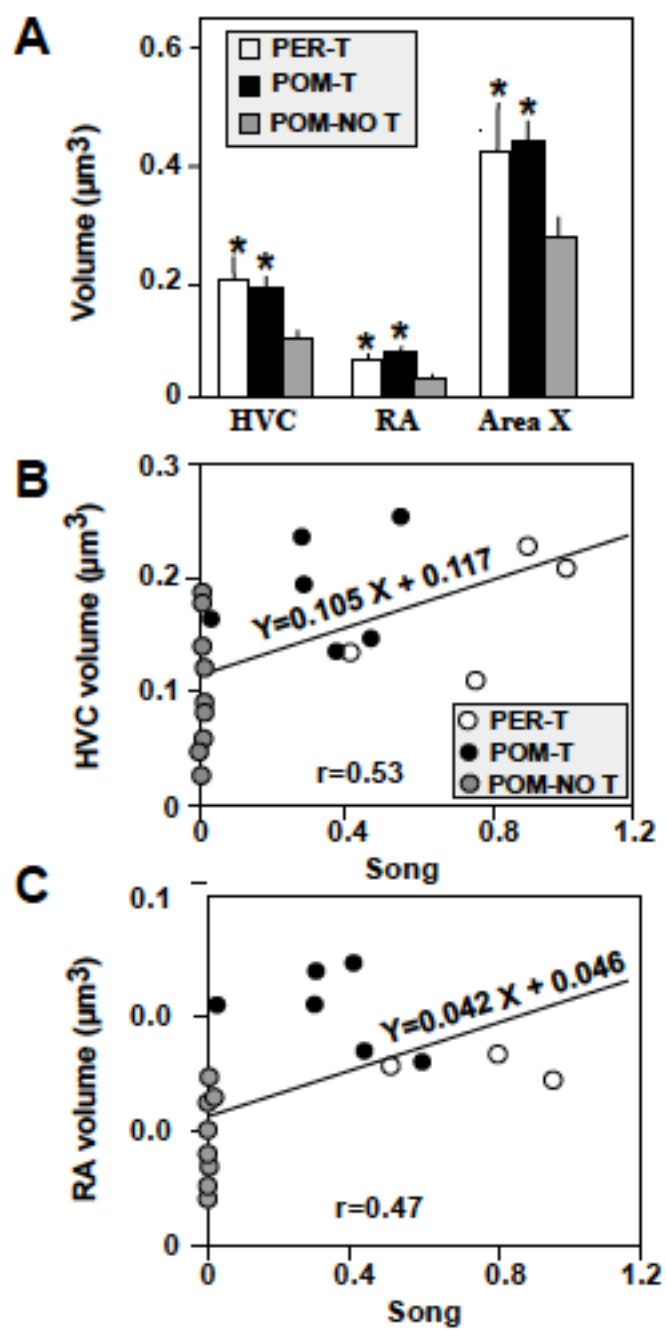 A
Volume (µm3)
0.6
0.4
0.2
0
PER-T
POM-T
POM-NO T
* * * * * *
HVC RA Area X
B
HVC volume (µm3)
0.3
0.2
0.1
0
Y=0.105 X + 0.117
r=0.53
PER-T
POM-T
POM-NO T
0 0.4 0.8 1.2
Song
C
RA volume (µm3)
0.1
0.0
0.0
0
Y=0.042 X + 0.046
r=0.47
0 0.4 0.8 1.2
Song